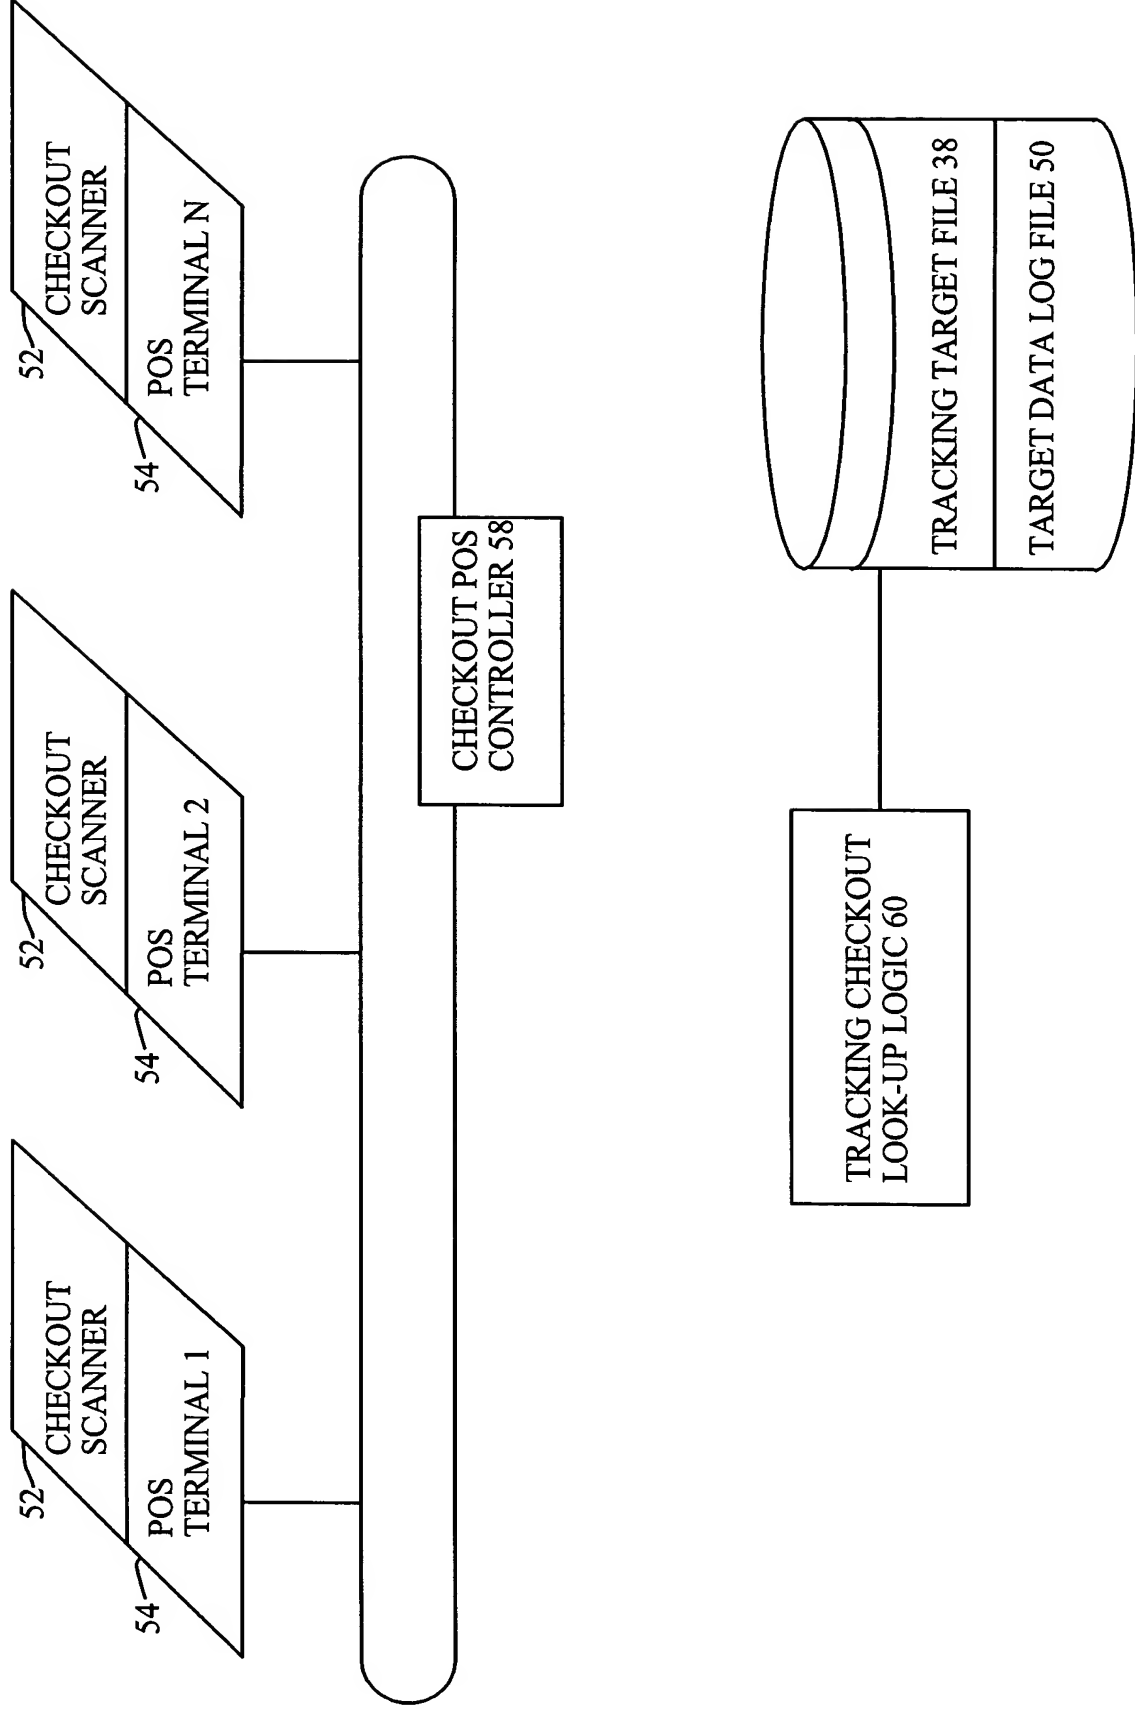 52
CHECKOUT
SCANNER
54
POS
TERMINAL 1
52
CHECKOUT
SCANNER
54
POS
TERMINAL 2
52
CHECKOUT
SCANNER
54
POS
TERMINAL N
CHECKOUT POS
CONTROLLER 58
TRACKING CHECKOUT
LOOK-UP LOGIC 60
TRACKING TARGET FILE 38
TARGET DATA LOG FILE 50